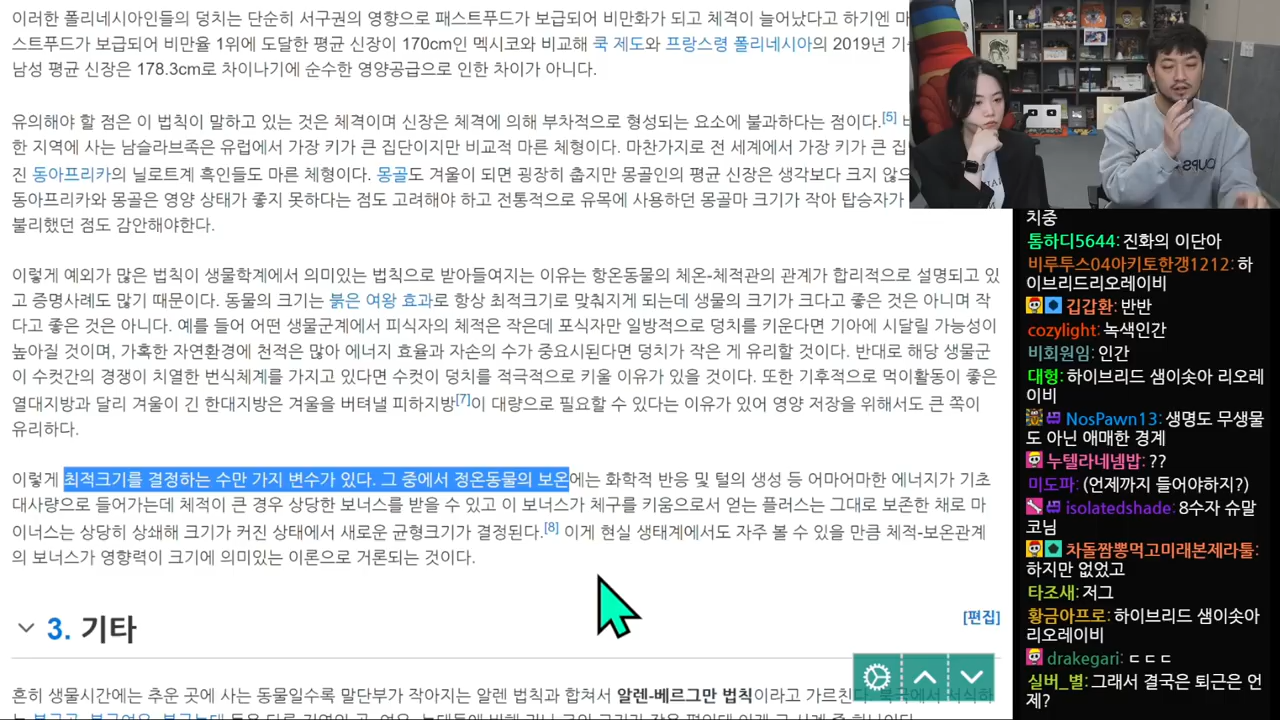 이러한 폴리네시아인들의 덩치는 단순히 서구권의 영향으로 패스트푸드가 보급되어 비만화가 되고 체격이 늘어났다고 하기엔
스트푸드가 보급되어 비만율 1위에 도달한 평균 신장이 170cm인 멕시코와 비교해 쿡 제도와 프랑스령 폴리네시아의 2019년
남성 평균 신장은 178.3cm로 차이나기에 순수한 영양공급으로 인한 차이가 아니다.
유의해야 할 점은 이 법칙이 말하고 있는 것은 체격이며 신장은 체격에 의해 부차적으로 형성되는 요소에 불과하다는 점이다.[5]
한 지역에 사는 남슬라브족은 유럽에서 가장 키가 큰 집단이지만 비교적 마른 체형이다. 마찬가지로 전 세계에서 가장 키가 큰
진 동아프리카의 닐로트계 흑인들도 마른 체형이다. 몽골도 겨울이 되면 굉장히 춥지만 몽골인의 평균 신장은 생각보다 크지
동아프리카와 몽골은 영양 상태가 좋지 못하다는 점도 고려해야 하고 전통적으로 유목에 사용하던 몽골마 크기가 작아 탑승자가
불리했던 점도 감안해야한다.
이렇게 예외가 많은 법칙이 생물학계에서 의미있는 법칙으로 받아들여지는 이유는 항온동물의 체온-체적관의 관계가 합리적으로 설명되고 있
고 증명사례도 많기 때문이다. 동물의 크기는 붉은 여왕 효과로 항상 최적크기로 맞춰지게 되는데 생물의 크기가 크다고 좋은 것은 아니며 작
다고 좋은 것은 아니다. 예를 들어 어떤 생물군계에서 피식자의 체적은 작은데 포식자만 일방적으로 덩치를 키운다면 기아에 시달릴 가능성이
높아질 것이며, 가혹한 자연환경에 천적은 많아 에너지 효율과 자손의 수가 중요시된다면 덩치가 작은 게 유리할 것이다. 반대로 해당 생물군
이 수컷간의 경쟁이 치열한 번식체계를 가지고 있다면 수컷이 덩치를 적극적으로 키울 이유가 있을 것이다. 또한 기후적으로 먹이활동이 좋은
열대지방과 달리 겨울이 긴 한대지방은 겨울을 버텨낼 피하지방[7]이 대량으로 필요할 수 있다는 이유가 있어 영양 저장을 위해서도 큰 쪽이
유리하다.
이렇게 최적크기를 결정하는 수만 가지 변수가 있다. 그 중에서 정온동물의 보온에는 화학적 반응 및 털의 생성 등 어마어마한 에너지가 기초
대사량으로 들어가는데 체적이 큰 경우 상당한 보너스를 받을 수 있고 이 보너스가 체구를 키움으로서 얻는 플러스는 그대로 보존한 채로 마
이너스는 상당히 상쇄해 크기가 커진 상태에서 새로운 균형크기가 결정된다.[8] 이게 현실 생태계에서도 자주 볼 수 있을 만큼 체적-보온관계
의 보너스가 영향력이 크기에 의미있는 이론으로 거론되는 것이다.
3. 기타
[편집]
흔히 생물시간에는 추운 곳에 사는 동물일수록 말단부가 작아지는 알렌 법칙과 합쳐서 알렌-베르그만 법칙이라고 가르친다.
치중
톰하디5644: 진화의 이단아
비루투스04아키토한갱1212: 하
이브리드리오레이비
김갑환: 반반
cozylight: 녹색인간
비회원임: 인간
대형: 하이브리드 샘이솟아 리오레
이비
NosPawn13: 생명도 무생물
도 아닌 애매한 경계
누텔라네넴밥: ??
미도파: (언제까지 들어야하지?)
isolatedshade: 8수자 슈말
코님
차돌짬뽕먹고미래본제라툴:
하지만 없었고
타조새: 저그
황금아프로: 하이브리드 샘이솟아
리오레이비
drakegari: ㄷㄷㄷ
실버_별: 그래서 결국은 퇴근은 언
제?